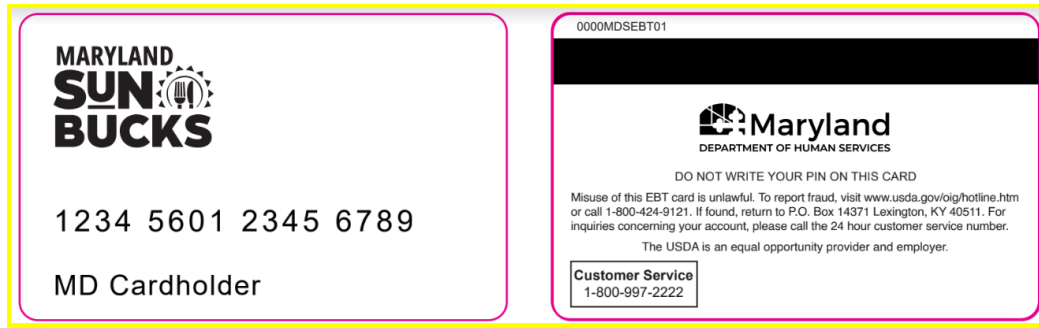 MARYLAND
SUN
BUCKS
1234 5601 2345 6789
MD Cardholder
0000MDSEBT01
Maryland
DEPARTMENT OF HUMAN SERVICES
DO NOT WRITE YOUR PIN ON THIS CARD
Misuse of this EBT card is unlawful. To report fraud, visit www.usda.gov/oig/hotline.htm
or call 1-800-424-9121. If found, return to P.O. Box 14371 Lexington, KY 40511. For
inquiries concerning your account, please call the 24 hour customer service number.
The USDA is an equal opportunity provider and employer.
Customer Service
1-800-997-2222